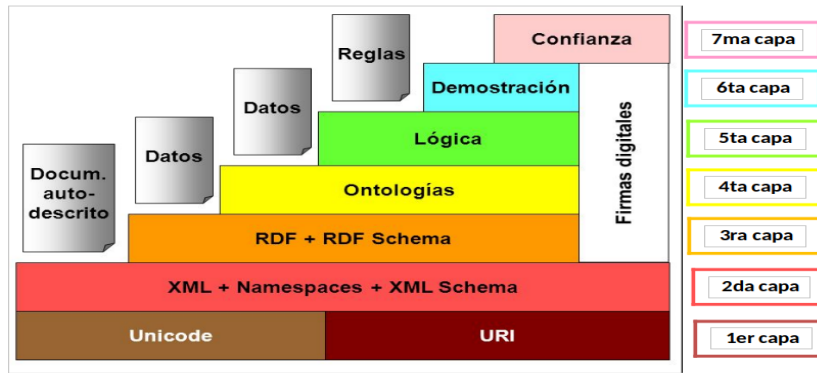 Confianza
7ma capa
Reglas
Demostración
6ta capa
Datos
Lógica
5ta capa
Datos
Ontologías
4ta capa
Docum.
auto-
descrito
RDF + RDF Schema
Firmas digitales
3ra capa
XML + Namespaces + XML Schema
2da capa
Unicode
URI
1er capa